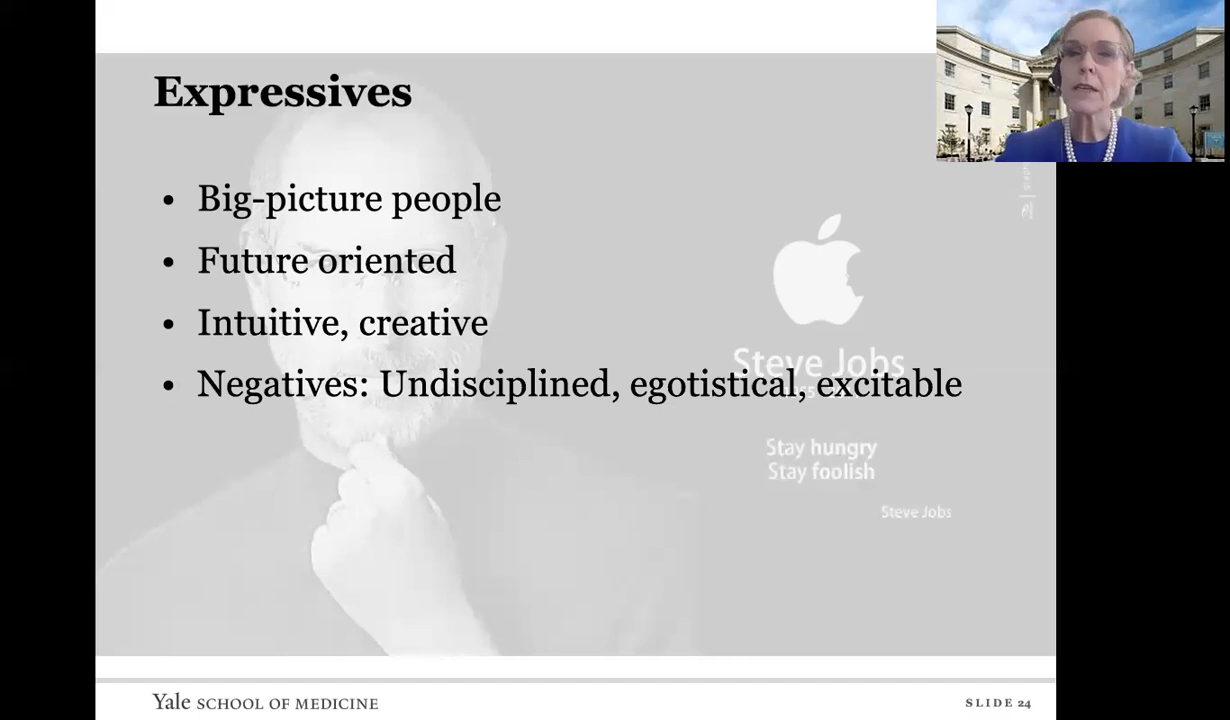 Expressives
• Big-picture people
• Future oriented
• Intuitive, creative
• Negatives: Undisciplined, egotistical, excitable
Steve Jobs
Stay hungry
Stay foolish
Steve Jobs
Yale SCHOOL OF MEDICINE
SLIDE 24